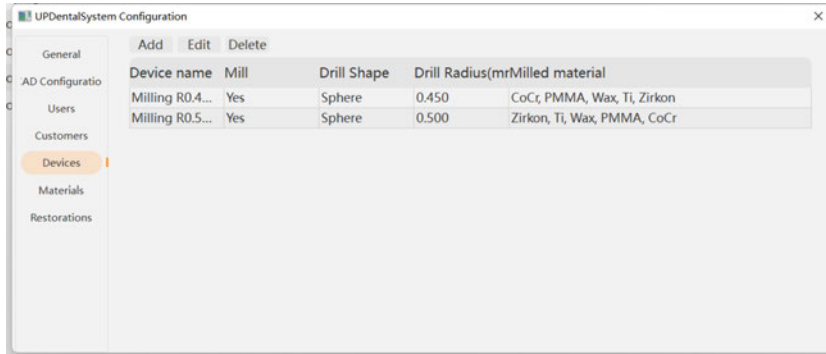 UPDentalSystem Configuration
General
AD Configuratio
Users
Customers
Devices
Materials
Restorations
Add Edit Delete
Device name Mill Drill Shape Drill Radius(mrMilled material
Milling R0.4... Yes Sphere 0.450 CoCr, PMMA, Wax, Ti, Zirkon
Milling R0.5... Yes Sphere 0.500 Zirkon, Ti, Wax, PMMA, CoCr